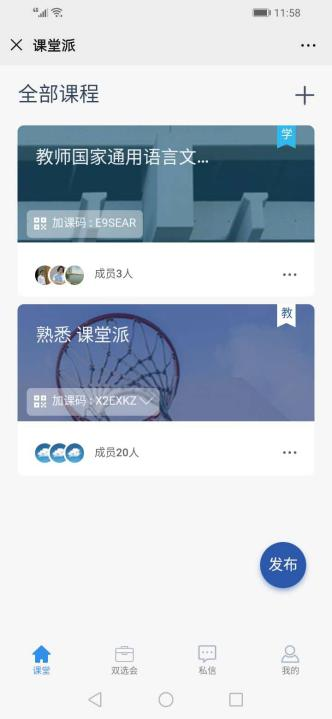 11:58
课堂派
全部课程
学
教师国家通用语言文...
加课码：E9SEAR
成员3人
教
熟悉 课堂派
加课码：X2EXKZ
成员20人
发布
课堂
双选会
私信
我的